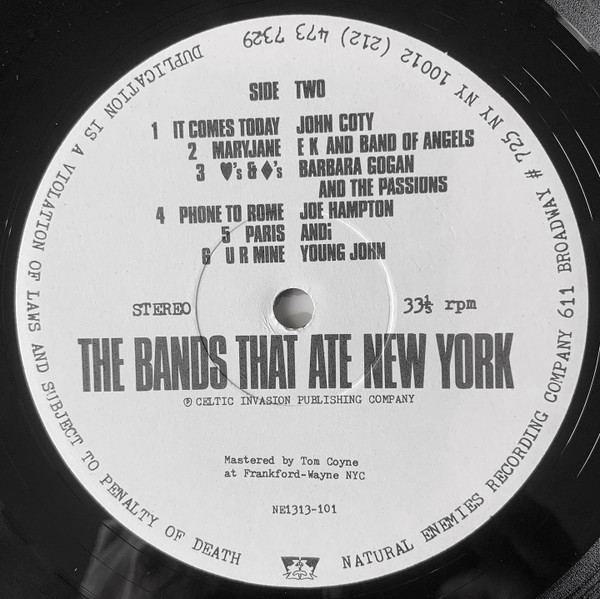 SIDE TWO
1 IT COMES TODAY JOHN COTY
2 MARYJANE E K AND BAND OF ANGELS
3 ♥'s & ♦'s BARBARA GOGAN
AND THE PASSIONS
4 PHONE TO ROME JOE HAMPTON
5 PARIS ANDi
6 U R MINE YOUNG JOHN
STEREO 33⅓ rpm
THE BANDS THAT ATE NEW YORK
Ⓟ CELTIC INVASION PUBLISHING COMPANY
Mastered by Tom Coyne
at Frankford-Wayne NYC
NE1313-101
NATURAL ENEMIES RECORDING COMPANY 611 BROADWAY # 725 NY NY 10012 (212) 473 7329
DUPLICATION IS A VIOLATION OF LAWS AND SUBJECT TO PENALTY OF DEATH